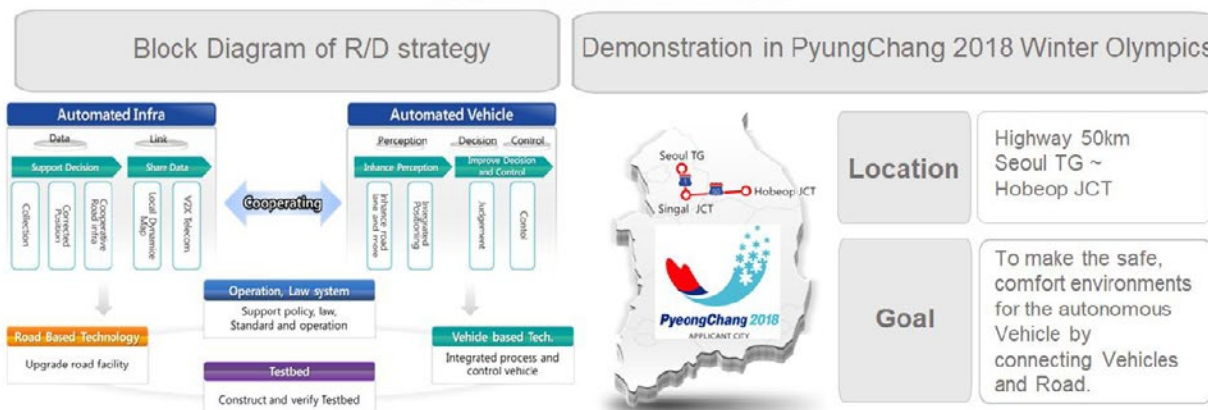 Block Diagram of R/D strategy
Automated Infra
Data
Link
Support Decision
Share Data
Collection
Corrected
Position
Cooperative
Road infra
Local Dynamice
Map
V2X Telecom
Cooperating
Automated Vehicle
Perception
Decision
Control
Inhance Perception
Improve Decision
and Control
Inhance road
lane and more
Integrated
Positioning
Judgement
Contol
Operation, Law system
Support policy, law,
Standard and operation
Road Based Technology
Upgrade road facility
Vehide based Tech.
Integrated process and
control vehicle
Testbed
Construct and verify Testbed
Demonstration in PyungChang 2018 Winter Olympics
Seoul TG
Hobeop JCT
Singal JCT
PyeongChang 2018
APPLICANT CITY
Location
Highway 50km
Seoul TG ~
Hobeop JCT
Goal
To make the safe,
comfort environments
for the autonomous
Vehicle by
connecting Vehicles
and Road.